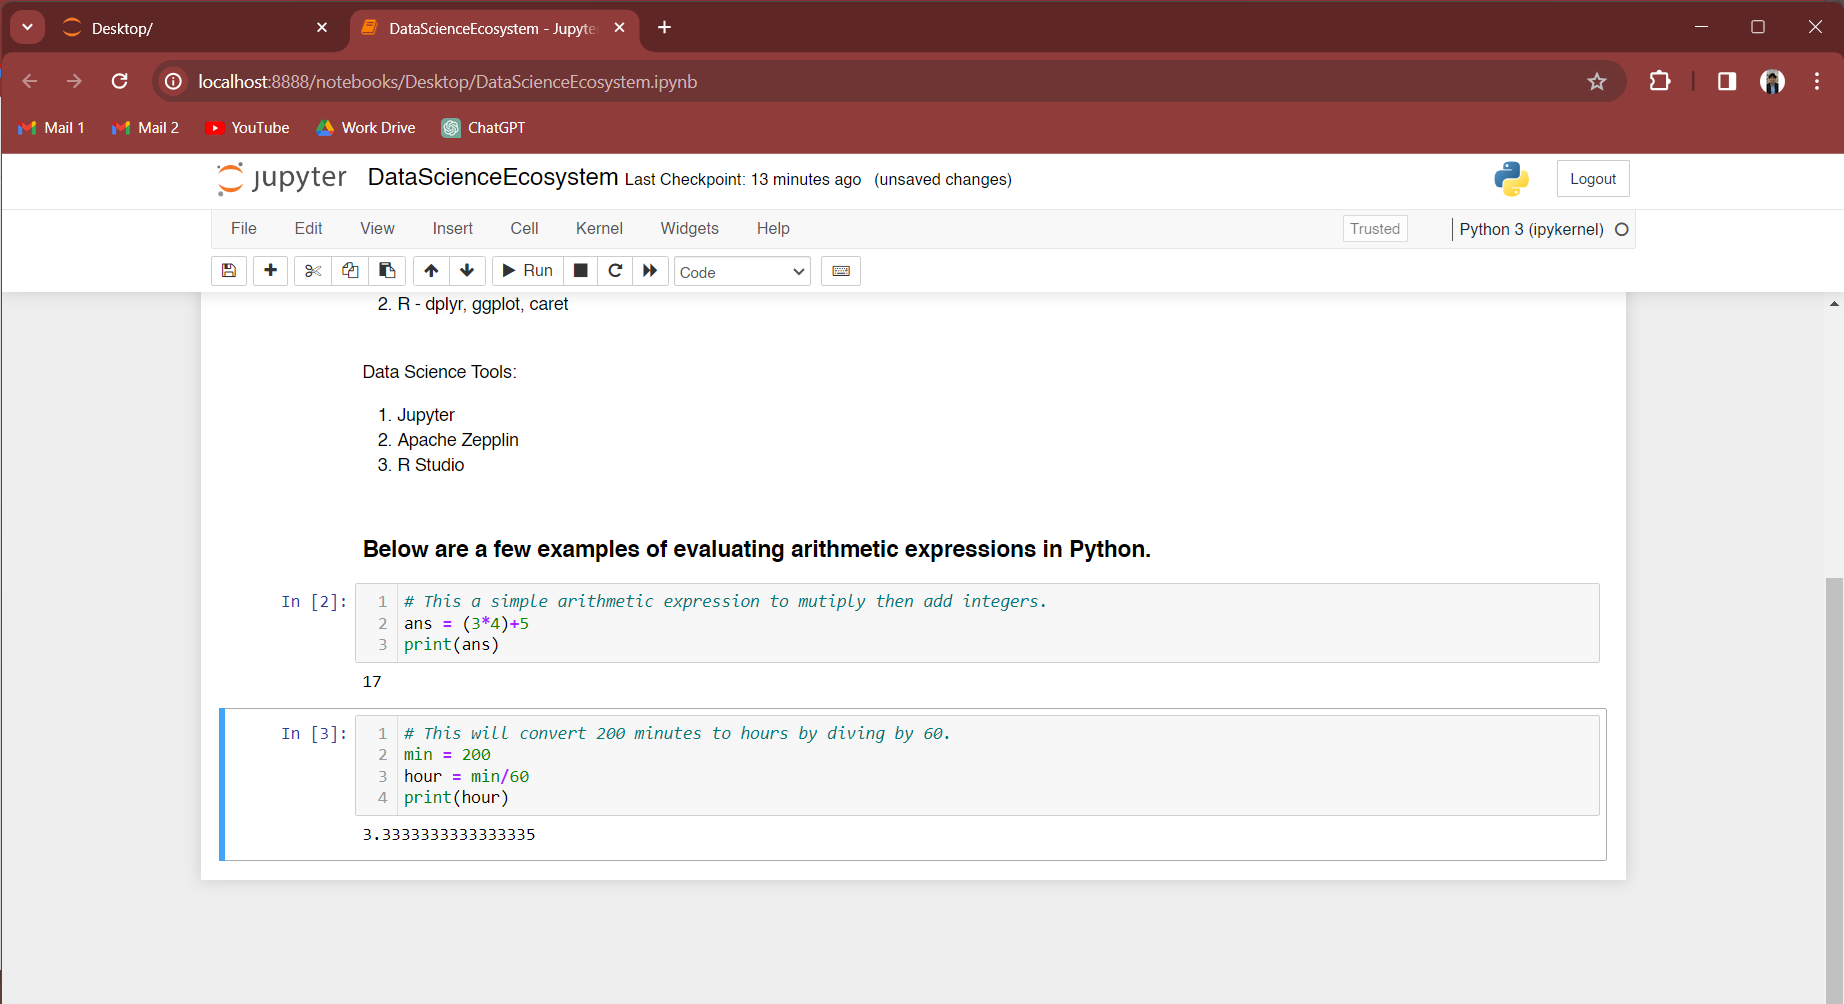 Desktop/
DataScienceEcosystem - Jupyte
localhost:8888/notebooks/Desktop/DataScienceEcosystem.ipynb
Mail 1 Mail 2 YouTube Work Drive ChatGPT
jupyter DataScienceEcosystem Last Checkpoint: 13 minutes ago (unsaved changes) Logout
File Edit View Insert Cell Kernel Widgets Help Trusted Python 3 (ipykernel)
Run Code
2. R - dplyr, ggplot, caret
Data Science Tools:
1. Jupyter
2. Apache Zepplin
3. R Studio
Below are a few examples of evaluating arithmetic expressions in Python.
In [2]: 1 # This a simple arithmetic expression to mutiply then add integers.
2 ans = (3*4)+5
3 print(ans)
17
In [3]: 1 # This will convert 200 minutes to hours by diving by 60.
2 min = 200
3 hour = min/60
4 print(hour)
3.3333333333333335